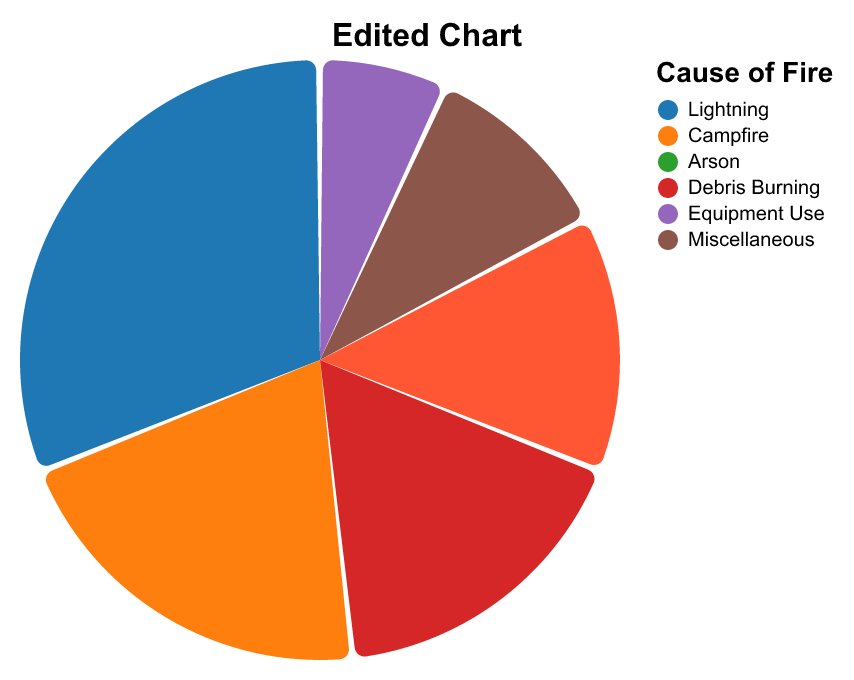 Edited Chart
Cause of Fire
Lightning
Campfire
Arson
Debris Burning
Equipment Use
Miscellaneous